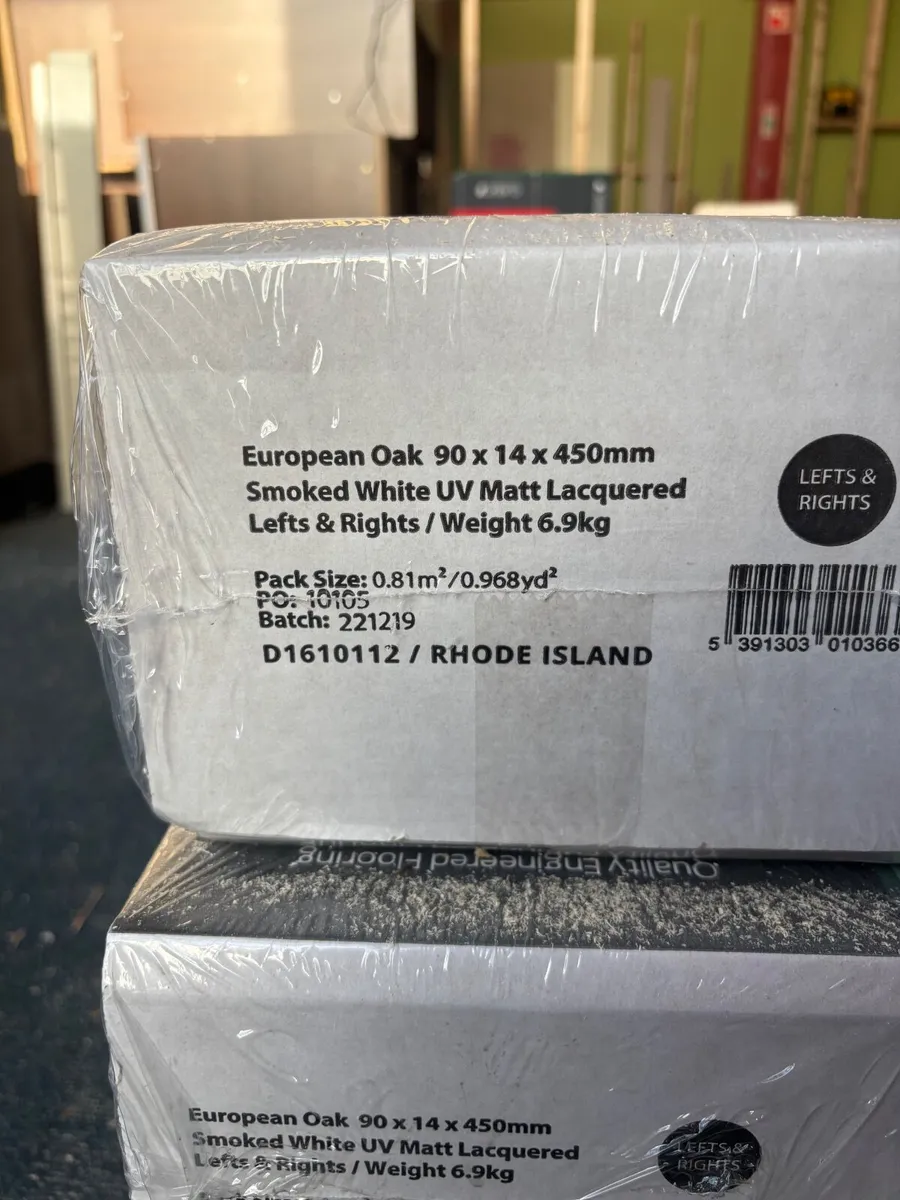 European Oak 90 x 14 x 450mm
Smoked White UV Matt Lacquered
Lefts & Rights / Weight 6.9kg
LEFTS &
RIGHTS
Pack Size: 0.81m²/0.968yd²
PO: 10105
Batch: 221219
D1610112 / RHODE ISLAND
5 391303 010366
Quality Engineered Flooring
European Oak 90 x 14 x 450mm
Smoked White UV Matt Lacquered
Lefts & Rights / Weight 6.9kg
LEFTS &
RIGHTS